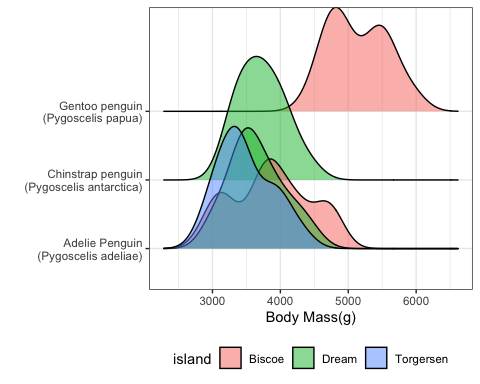 Gentoo penguin
(Pygoscelis papua)
Chinstrap penguin
(Pygoscelis antarctica)
Adelie Penguin
(Pygoscelis adeliae)
3000 4000 5000 6000
Body Mass(g)
island Biscoe Dream Torgersen